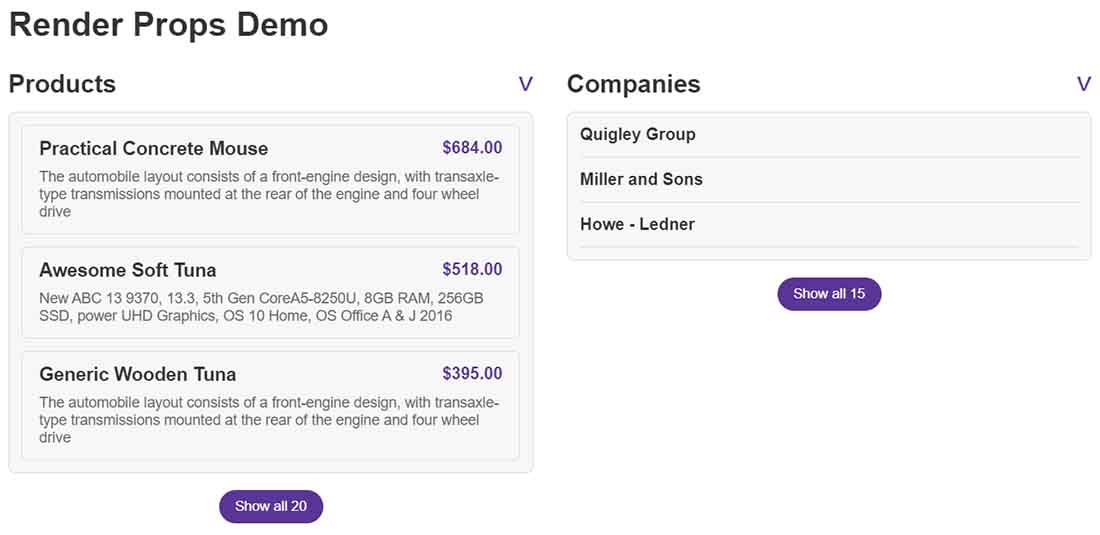 Render Props Demo
Products
V
Practical Concrete Mouse
$684.00
The automobile layout consists of a front-engine design, with transaxle-
type transmissions mounted at the rear of the engine and four wheel
drive
Awesome Soft Tuna
$518.00
New ABC 13 9370, 13.3, 5th Gen CoreA5-8250U, 8GB RAM, 256GB
SSD, power UHD Graphics, OS 10 Home, OS Office A & J 2016
Generic Wooden Tuna
$395.00
The automobile layout consists of a front-engine design, with transaxle-
type transmissions mounted at the rear of the engine and four wheel
drive
Show all 20
Companies
V
Quigley Group
Miller and Sons
Howe - Ledner
Show all 15